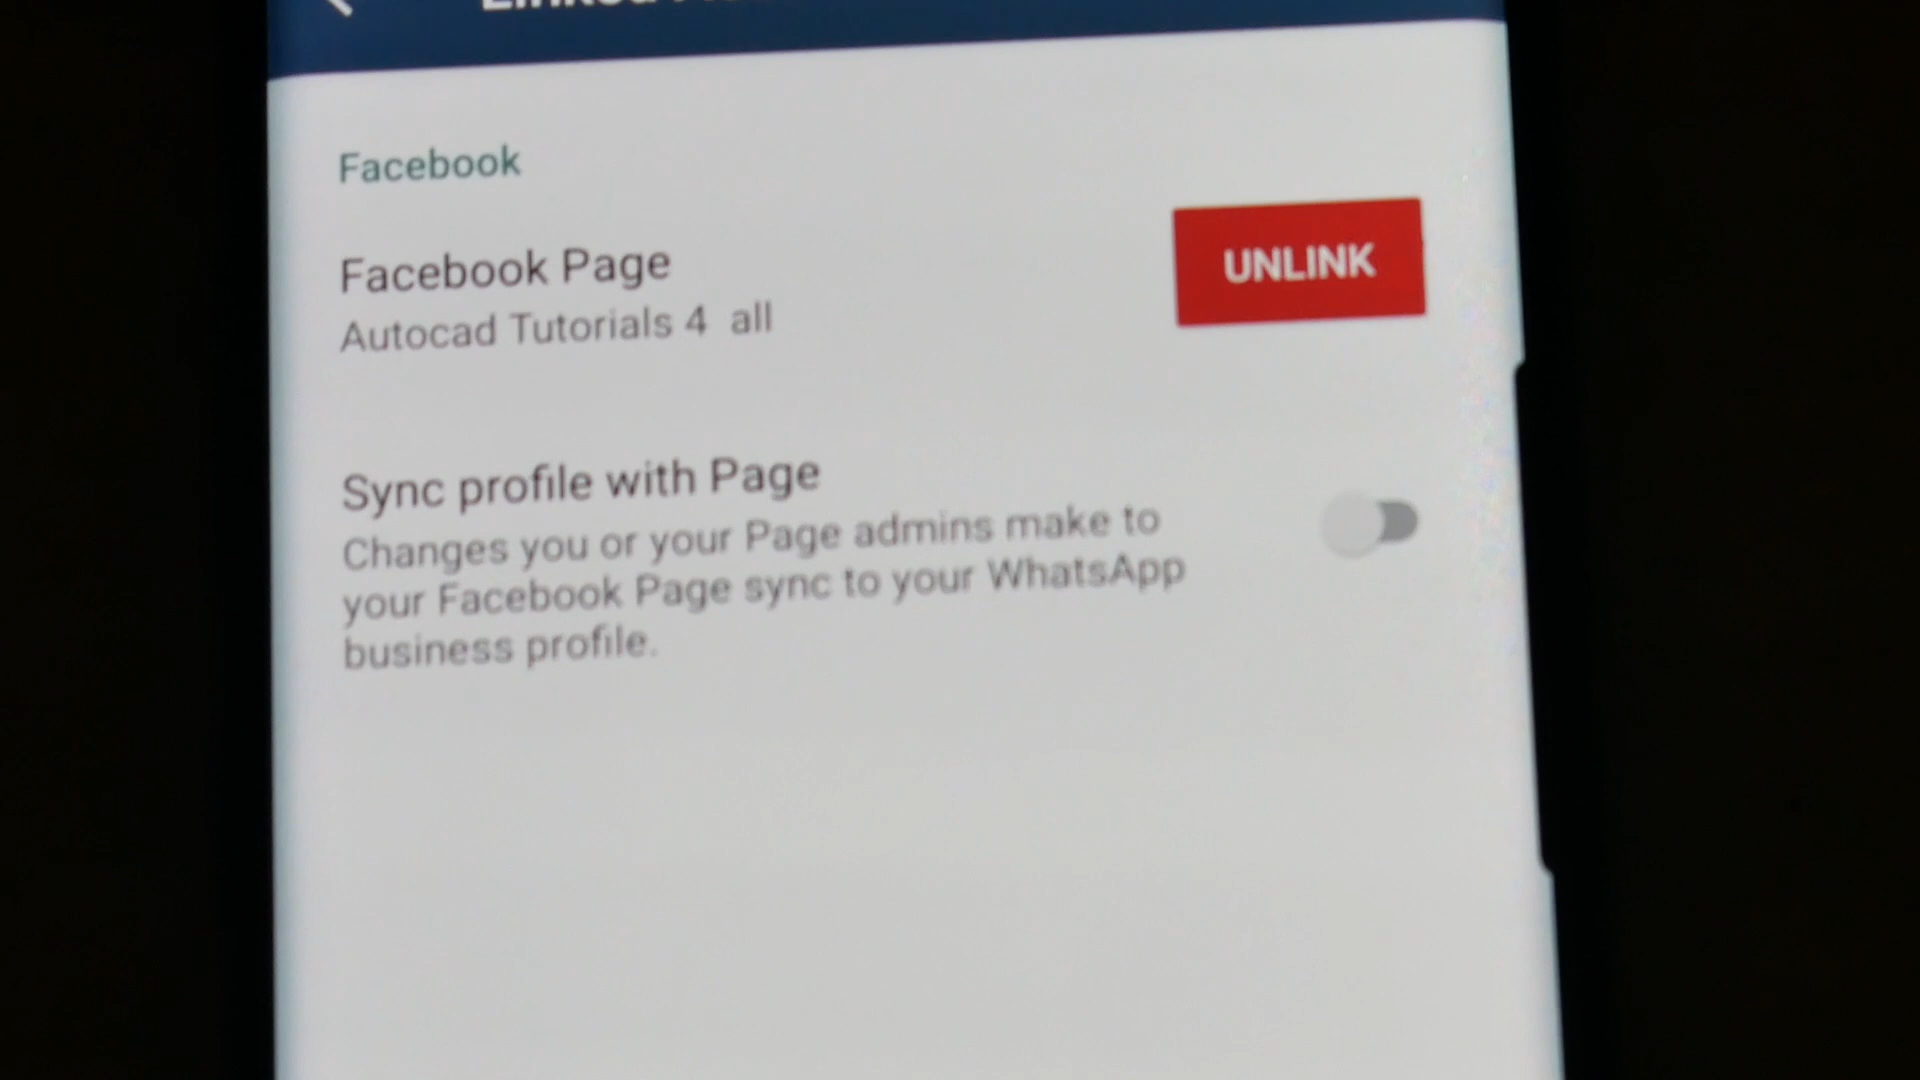 Facebook
Facebook Page
UNLINK
Autocad Tutorials 4 all
Sync profile with Page
Changes you or your Page admins make to
your Facebook Page sync to your WhatsApp
business profile.